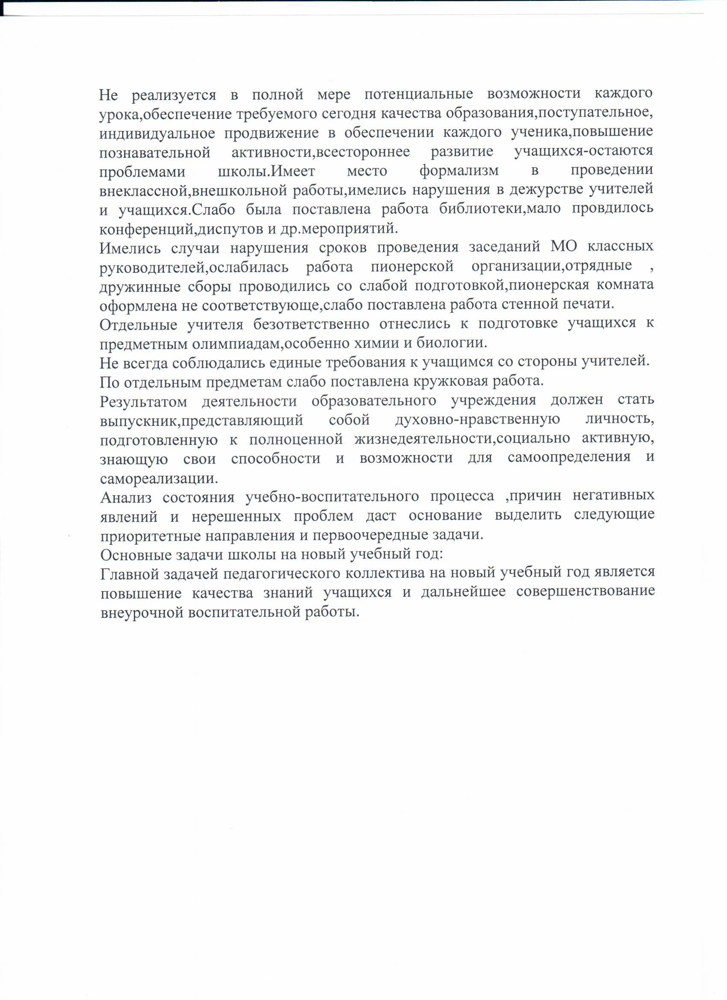 Не реализуется в полной мере потенциальные возможности каждого
урока,обеспечение требуемого сегодня качества образования,поступательное,
индивидуальное продвижение в обеспечении каждого ученика,повышение
познавательной активности,всестороннее развитие учащихся-остаются
проблемами школы.Имеет место формализм в проведении
внеклассной,внешкольной работы,имелись нарушения в дежурстве учителей
и учащихся.Слабо была поставлена работа библиотеки,мало провдилось
конференций,диспутов и др.мероприятий.
Имелись случаи нарушения сроков проведения заседаний МО классных
руководителей,ослабилась работа пионерской организации,отрядные ,
дружинные сборы проводились со слабой подготовкой,пионерская комната
оформлена не соответствующе,слабо поставлена работа стенной печати.
Отдельные учителя безответственно отнеслись к подготовке учащихся к
предметным олимпиадам,особенно химии и биологии.
Не всегда соблюдались единые требования к учащимся со стороны учителей.
По отдельным предметам слабо поставлена кружковая работа.
Результатом деятельности образовательного учреждения должен стать
выпускник,представляющий собой духовно-нравственную личность,
подготовленную к полноценной жизнедеятельности,социально активную,
знающую свои способности и возможности для самоопределения и
самореализации.
Анализ состояния учебно-воспитательного процесса ,причин негативных
явлений и нерешенных проблем даст основание выделить следующие
приоритетные направления и первоочередные задачи.
Основные задачи школы на новый учебный год:
Главной задачей педагогического коллектива на новый учебный год является
повышение качества знаний учащихся и дальнейшее совершенствование
внеурочной воспитательной работы.